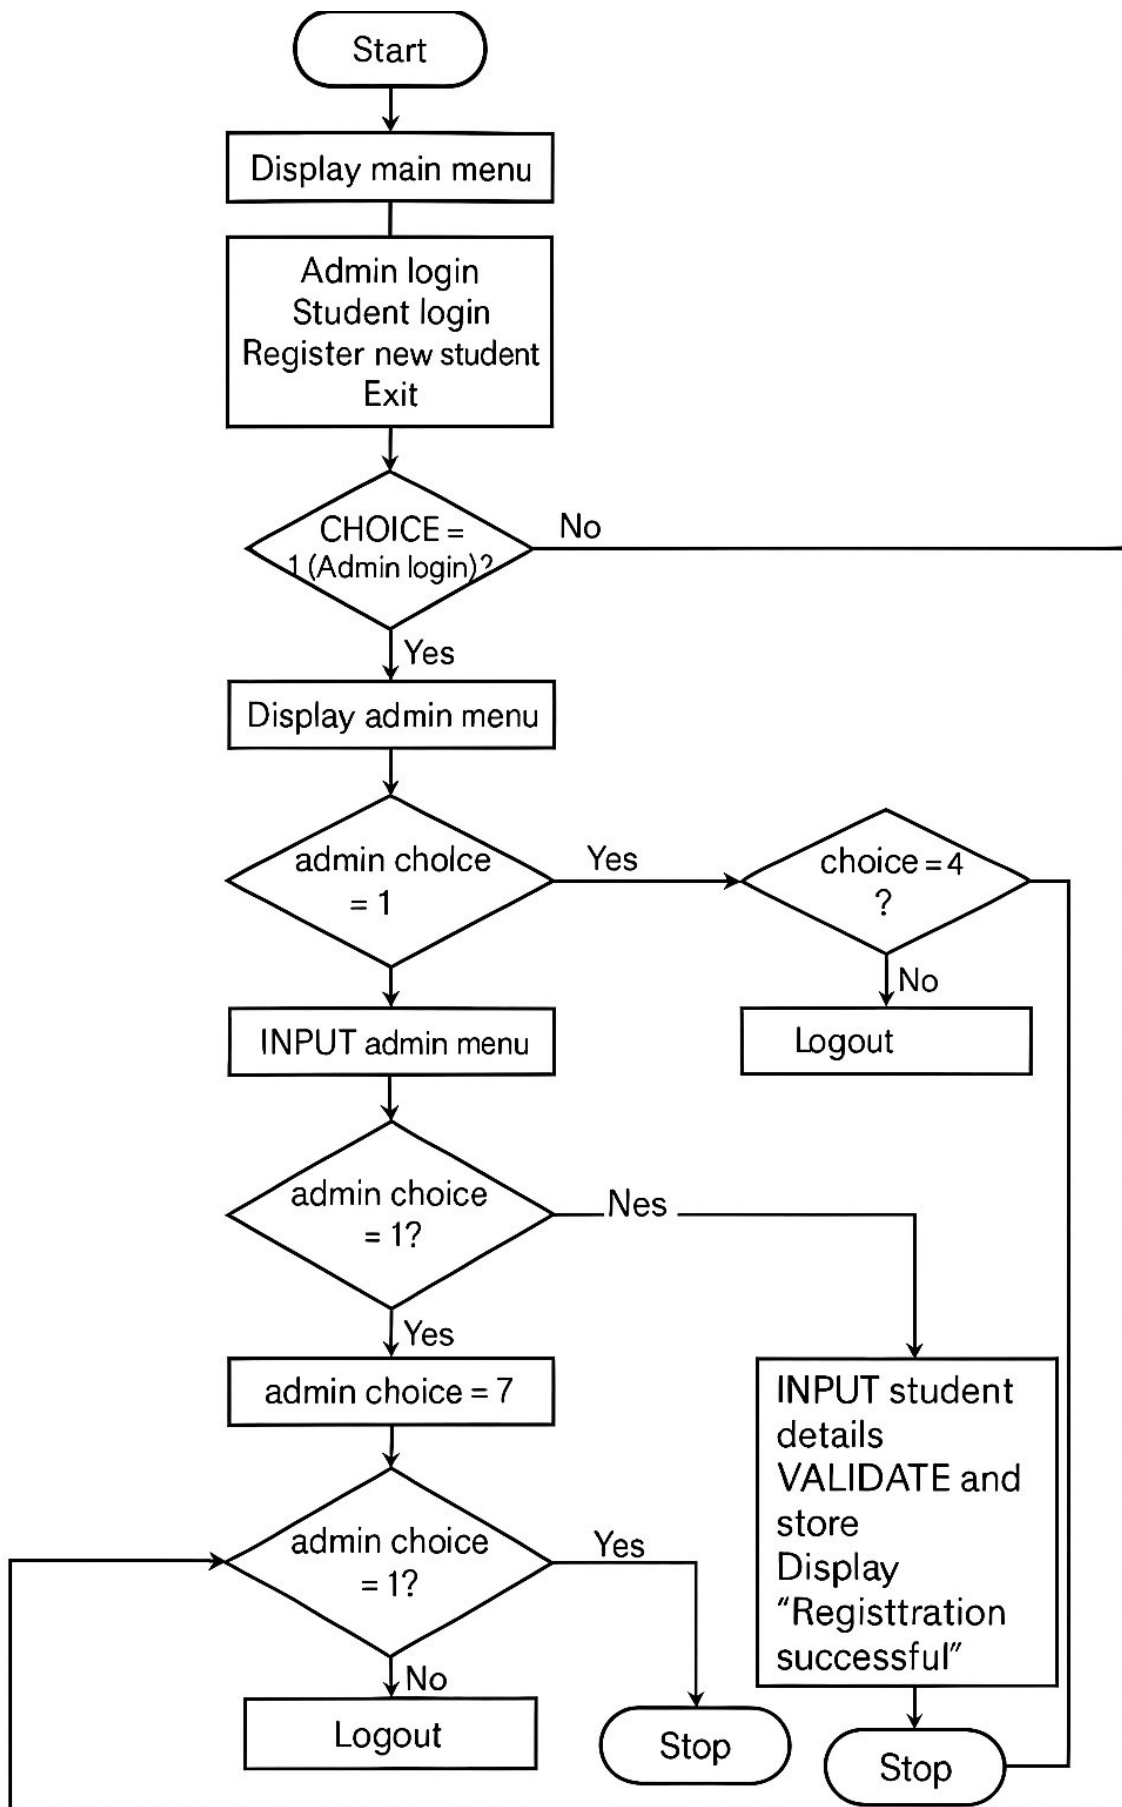 Start
Display main menu
Admin login
Student login
Register new student
Exit
CHOICE =
1 (Admin login)?
No
Yes
Display admin menu
admin cholce
= 1
Yes
choice = 4
?
No
Logout
INPUT admin menu
admin choice
= 1?
Nes
Yes
admin choice = 7
INPUT student
details
VALIDATE and
store
Display
"Registtration
successful"
admin choice
= 1?
Yes
No
Logout
Stop
Stop